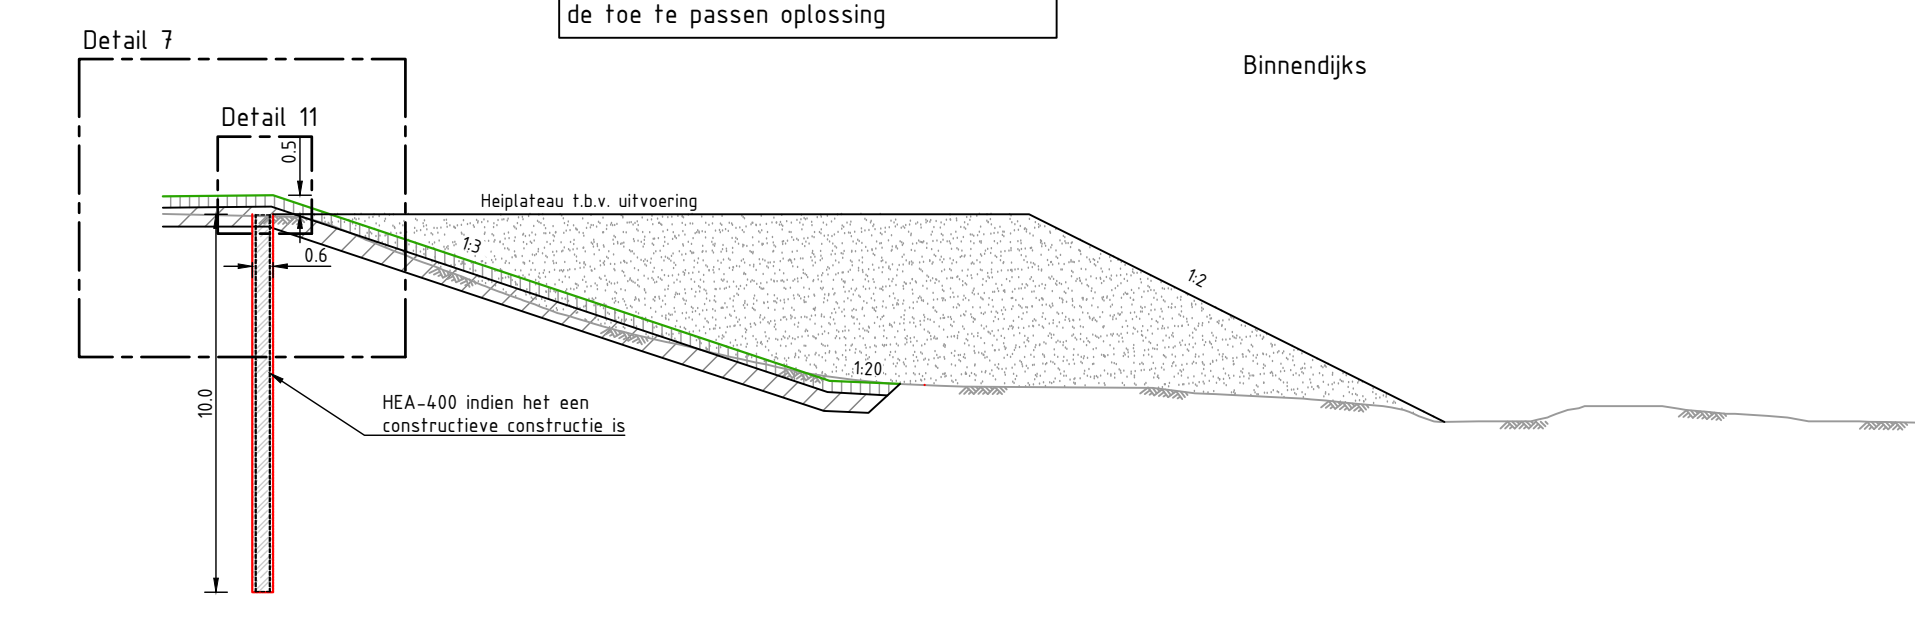 de toe te passen oplossing
Detail 7
Binnendijks
Detail 11
0.5
Heiplateau t.b.v. uitvoering
1:3
0.6
1:2
1:20
10.0
HEA-400 indien het een
constructieve constructie is